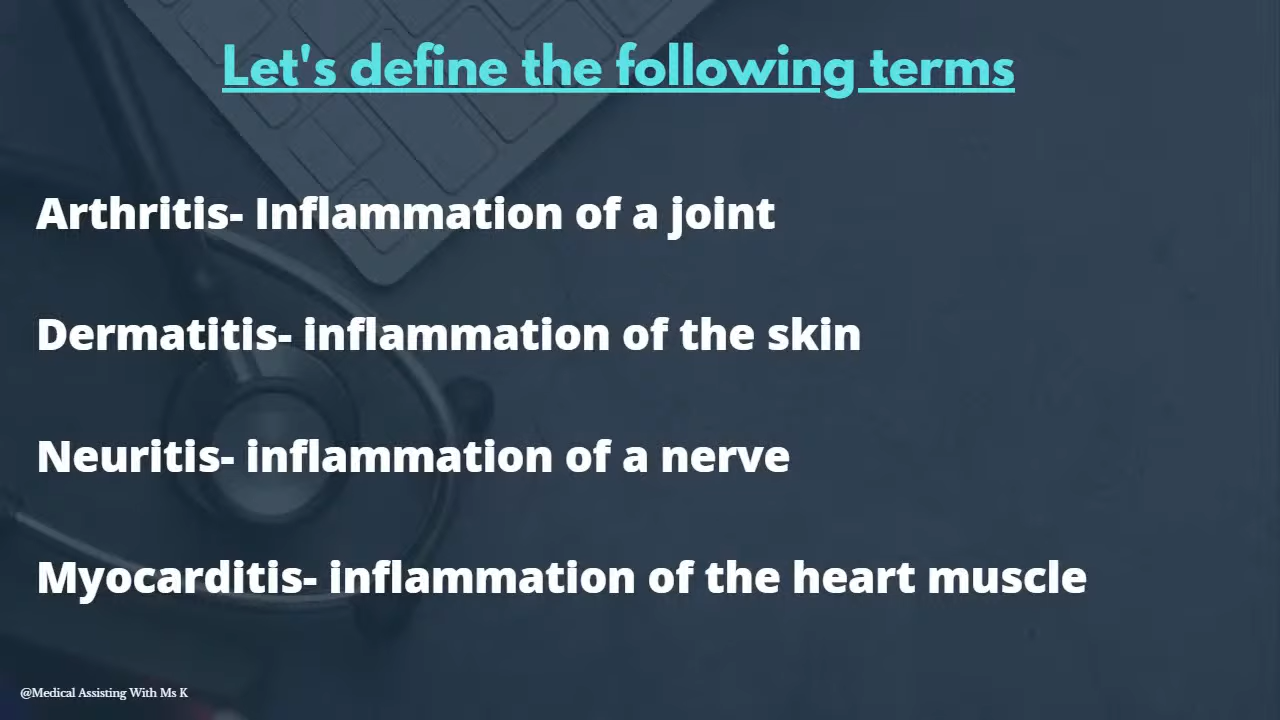 Let's define the following terms
Arthritis- Inflammation of a joint
Dermatitis- inflammation of the skin
Neuritis- inflammation of a nerve
Myocarditis- inflammation of the heart muscle
@Medical Assisting With Ms K